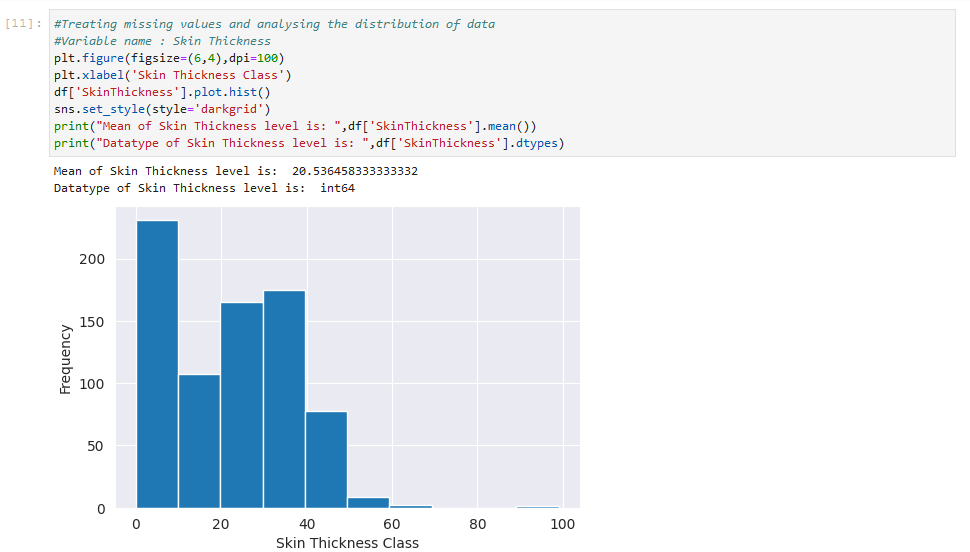 [11]:
#Treating missing values and analysing the distribution of data
#Variable name : Skin Thickness
plt.figure(figsize=(6,4),dpi=100)
plt.xlabel('Skin Thickness Class')
df['SkinThickness'].plot.hist()
sns.set_style(style='darkgrid')
print("Mean of Skin Thickness level is: ",df['SkinThickness'].mean())
print("Datatype of Skin Thickness level is: ",df['SkinThickness'].dtypes)
Mean of Skin Thickness level is:  20.536458333333332
Datatype of Skin Thickness level is:  int64
200
150
100
50
0
Frequency
0 20 40 60 80 100
Skin Thickness Class